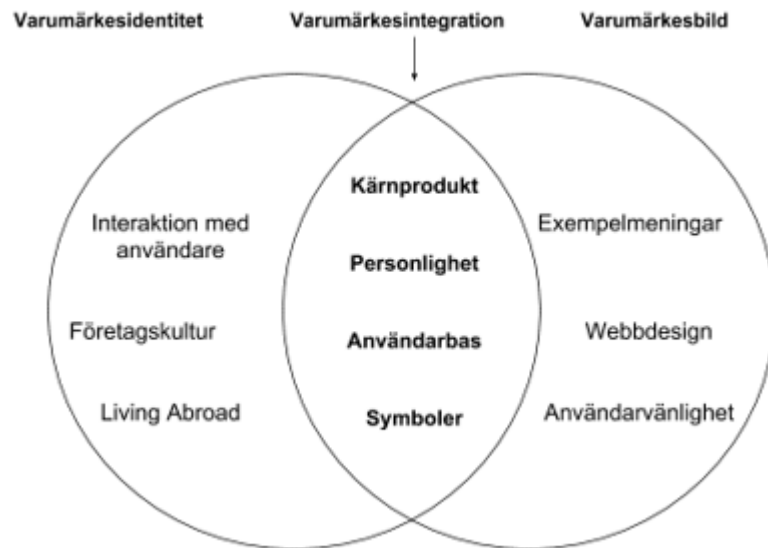 Varumärkesidentitet
Varumärkesintegration
Varumärkesbild
Interaktion med
användare
Företagskultur
Living Abroad
Kärnprodukt
Personlighet
Användarbas
Symboler
Exempelmeningar
Webbdesign
Användarvänlighet